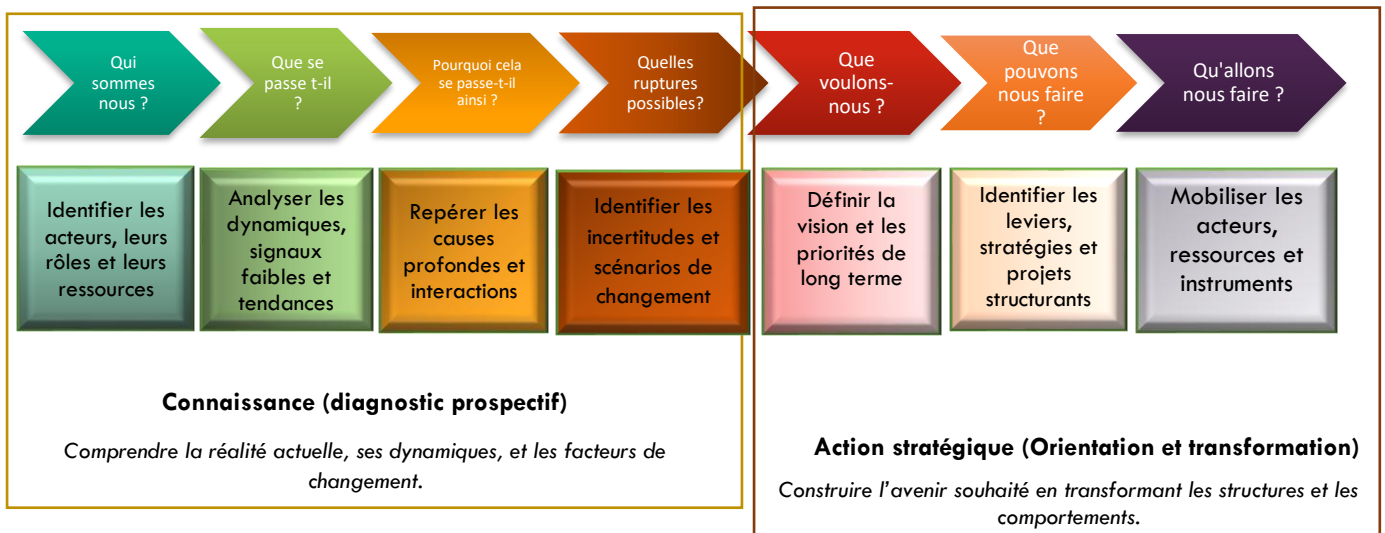 Qui
sommes
nous ?
Que se
passe t-il
?
Pourquoi cela
se passe-t-il
ainsi ?
Quelles
ruptures
possibles?
Que
voulons-
nous ?
Que
pouvons
nous faire
?
Qu'allons
nous faire ?
Identifier les
acteurs, leurs
rôles et leurs
ressources
Analyser les
dynamiques,
signaux
faibles et
tendances
Repérer les
causes
profondes et
interactions
Identifier les
incertitudes et
scénarios de
changement
Définir la
vision et les
priorités de
long terme
Identifier les
leviers,
stratégies et
projets
structurants
Mobiliser les
acteurs,
ressources et
instruments
Connaissance (diagnostic prospectif)
Comprendre la réalité actuelle, ses dynamiques, et les facteurs de
changement.
Action stratégique (Orientation et transformation)
Construire l'avenir souhaité en transformant les structures et les
comportements.